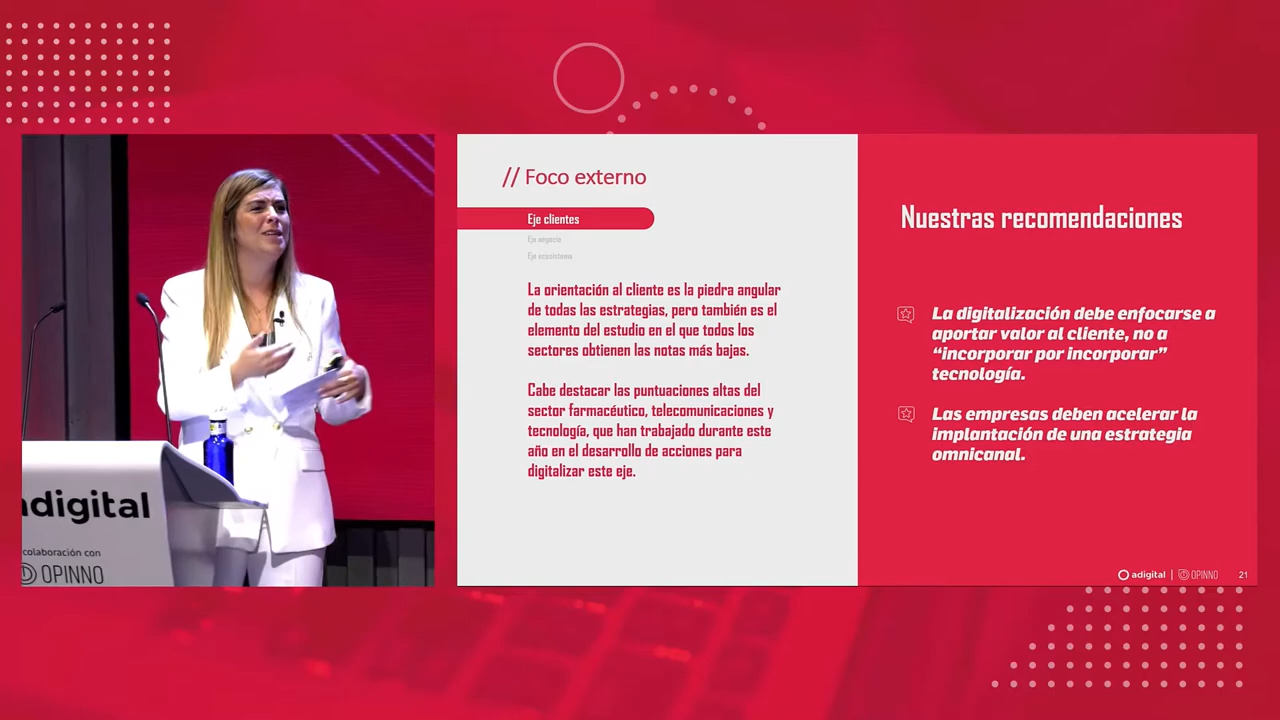 adigital
colaboración con
OPINNO
// Foco externo
Eje clientes
Eje negocio
Eje ecosistema
La orientación al cliente es la piedra angular
de todas las estrategias, pero también es el
elemento del estudio en el que todos los
sectores obtienen las notas más bajas.
Cabe destacar las puntuaciones altas del
sector farmacéutico, telecomunicaciones y
tecnología, que han trabajado durante este
año en el desarrollo de acciones para
digitalizar este eje.
Nuestras recomendaciones
La digitalización debe enfocarse a
aportar valor al cliente, no a
“incorporar por incorporar”
tecnología.
Las empresas deben acelerar la
implantación de una estrategia
omnicanal.
adigital | OPINNO 21